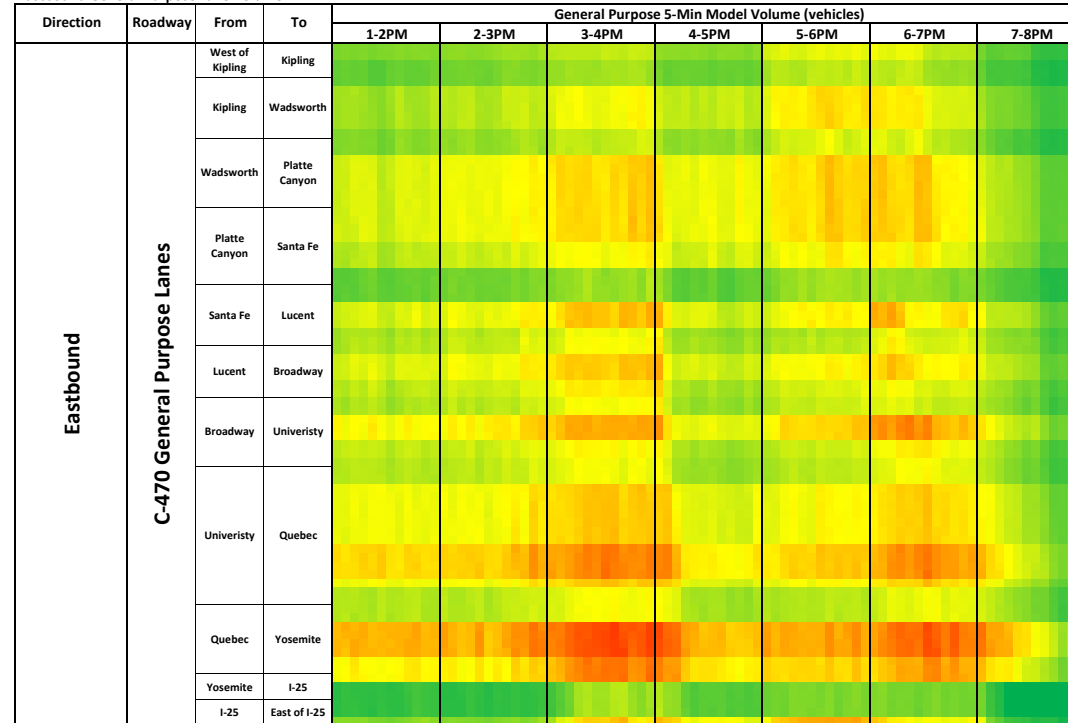 Direction Roadway From To General Purpose 5-Min Model Volume (vehicles)
1-2PM 2-3PM 3-4PM 4-5PM 5-6PM 6-7PM 7-8PM
Eastbound
C-470 General Purpose Lanes
West of
Kipling
Kipling
Kipling Wadsworth
Wadsworth
Platte
Canyon
Platte
Canyon
Santa Fe
Santa Fe Lucent
Lucent Broadway
Broadway Univeristy
Univeristy Quebec
Quebec Yosemite
Yosemite I-25
I-25 East of I-25